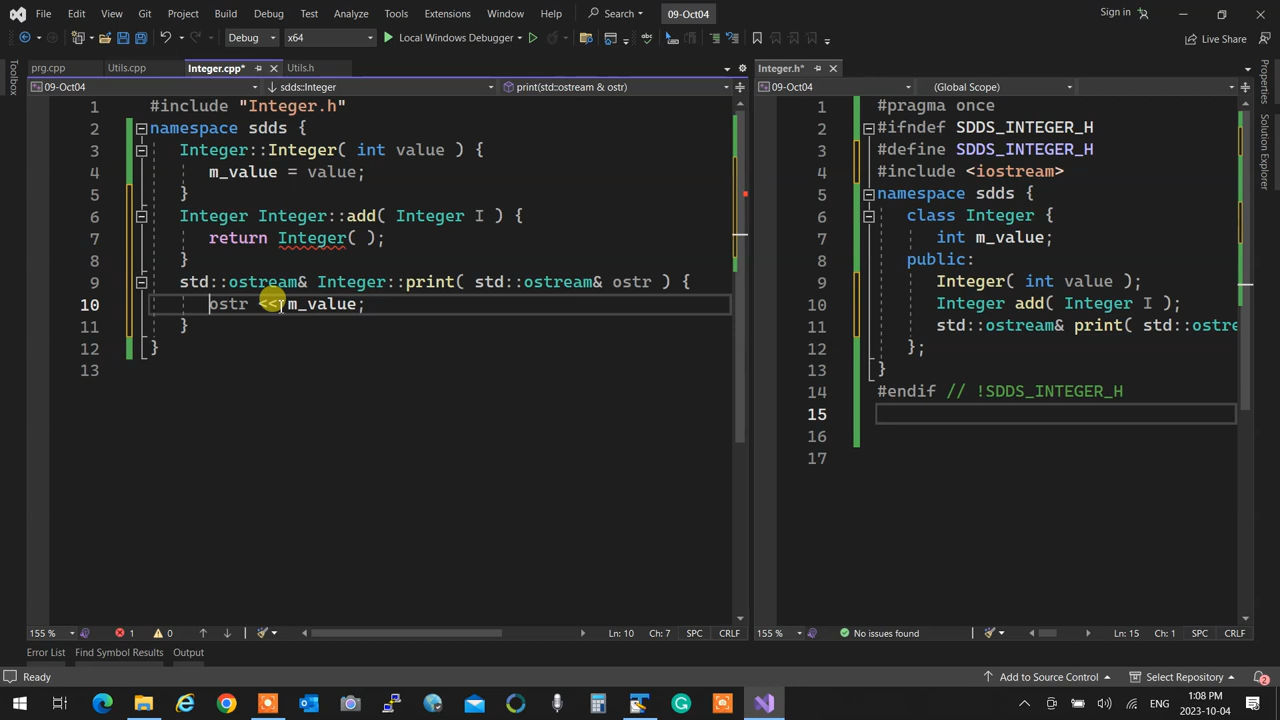 File Edit View Git Project Build Debug Test Analyze Tools Extensions Window Help Search 09-Oct04 Sign in
Debug x64 Local Windows Debugger Live Share
prg.cpp Utils.cpp Integer.cpp* Utils.h Integer.h*
09-Oct04 sdds::Integer print(std::ostream & ostr) 09-Oct04 (Global Scope)
Toolbox
1 #include "Integer.h"
2 namespace sdds {
3 Integer::Integer( int value ) {
4 m_value = value;
5 }
6 Integer Integer::add( Integer I ) {
7 return Integer( );
8 }
9 std::ostream& Integer::print( std::ostream& ostr ) {
10 ostr << m_value;
11 }
12 }
13
1 #pragma once
2 #ifndef SDDS_INTEGER_H
3 #define SDDS_INTEGER_H
4 #include <iostream>
5 namespace sdds {
6 class Integer {
7 int m_value;
8 public:
9 Integer( int value );
10 Integer add( Integer I );
11 std::ostream& print( std::ostre
12 };
13 }
14 #endif // !SDDS_INTEGER_H
15
16
17
Properties
Solution Explorer
155 % 1 0 Ln: 10 Ch: 7 SPC CRLF 155 % No issues found Ln: 15 Ch: 1 SPC CRLF
Error List Find Symbol Results Output
Ready Add to Source Control Select Repository 2
ENG 1:08 PM
2023-10-04